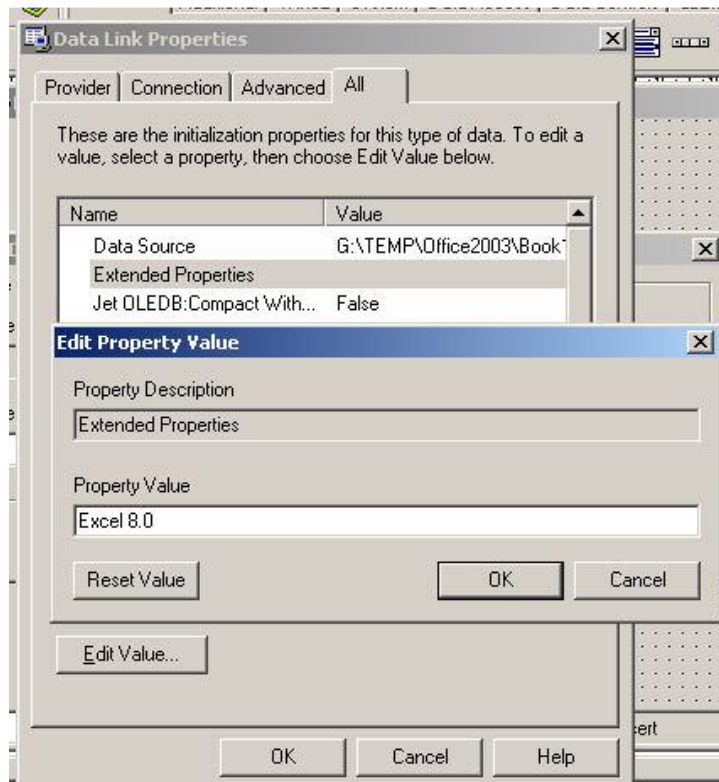 Data Link Properties
Provider Connection Advanced All
These are the initialization properties for this type of data. To edit a
value, select a property, then choose Edit Value below.
Name Value
Data Source G:\TEMP\Office2003\Book
Extended Properties
Jet OLEDB:Compact With... False
Edit Property Value
Property Description
Extended Properties
Property Value
Excel 8.0
Reset Value OK Cancel
Edit Value...
OK Cancel Help